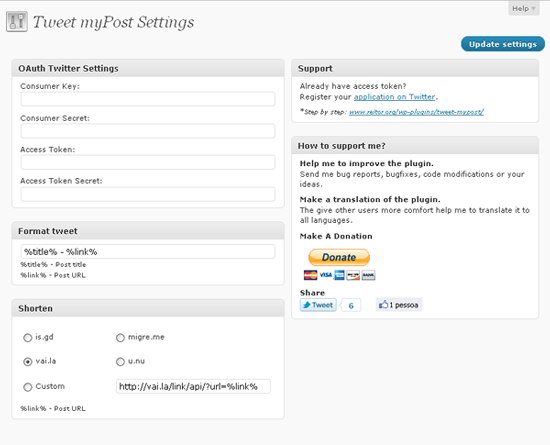 Help
Tweet myPost Settings
Update settings
OAuth Twitter Settings
Consumer Key:
Consumer Secret:
Access Token:
Access Token Secret:
Format tweet
%title% - %link%
%title% - Post title
%link% - Post URL
Shorten
is.gd
migre.me
vai.la
u.nu
Custom
http://vai.la/link/api/?url=%link%
%link% - Post URL
Support
Already have access token?
Register your application on Twitter.
*Step by step: www.reitor.org/wp-plugins/tweet-mypost/
How to support me?
Help me to improve the plugin.
Send me bug reports, bugfixes, code modifications or your
ideas.
Make a translation of the plugin.
The give other users more comfort help me to translate it to
all languages.
Make A Donation
Donate
VISA
Share
Tweet
6
1 pessoa